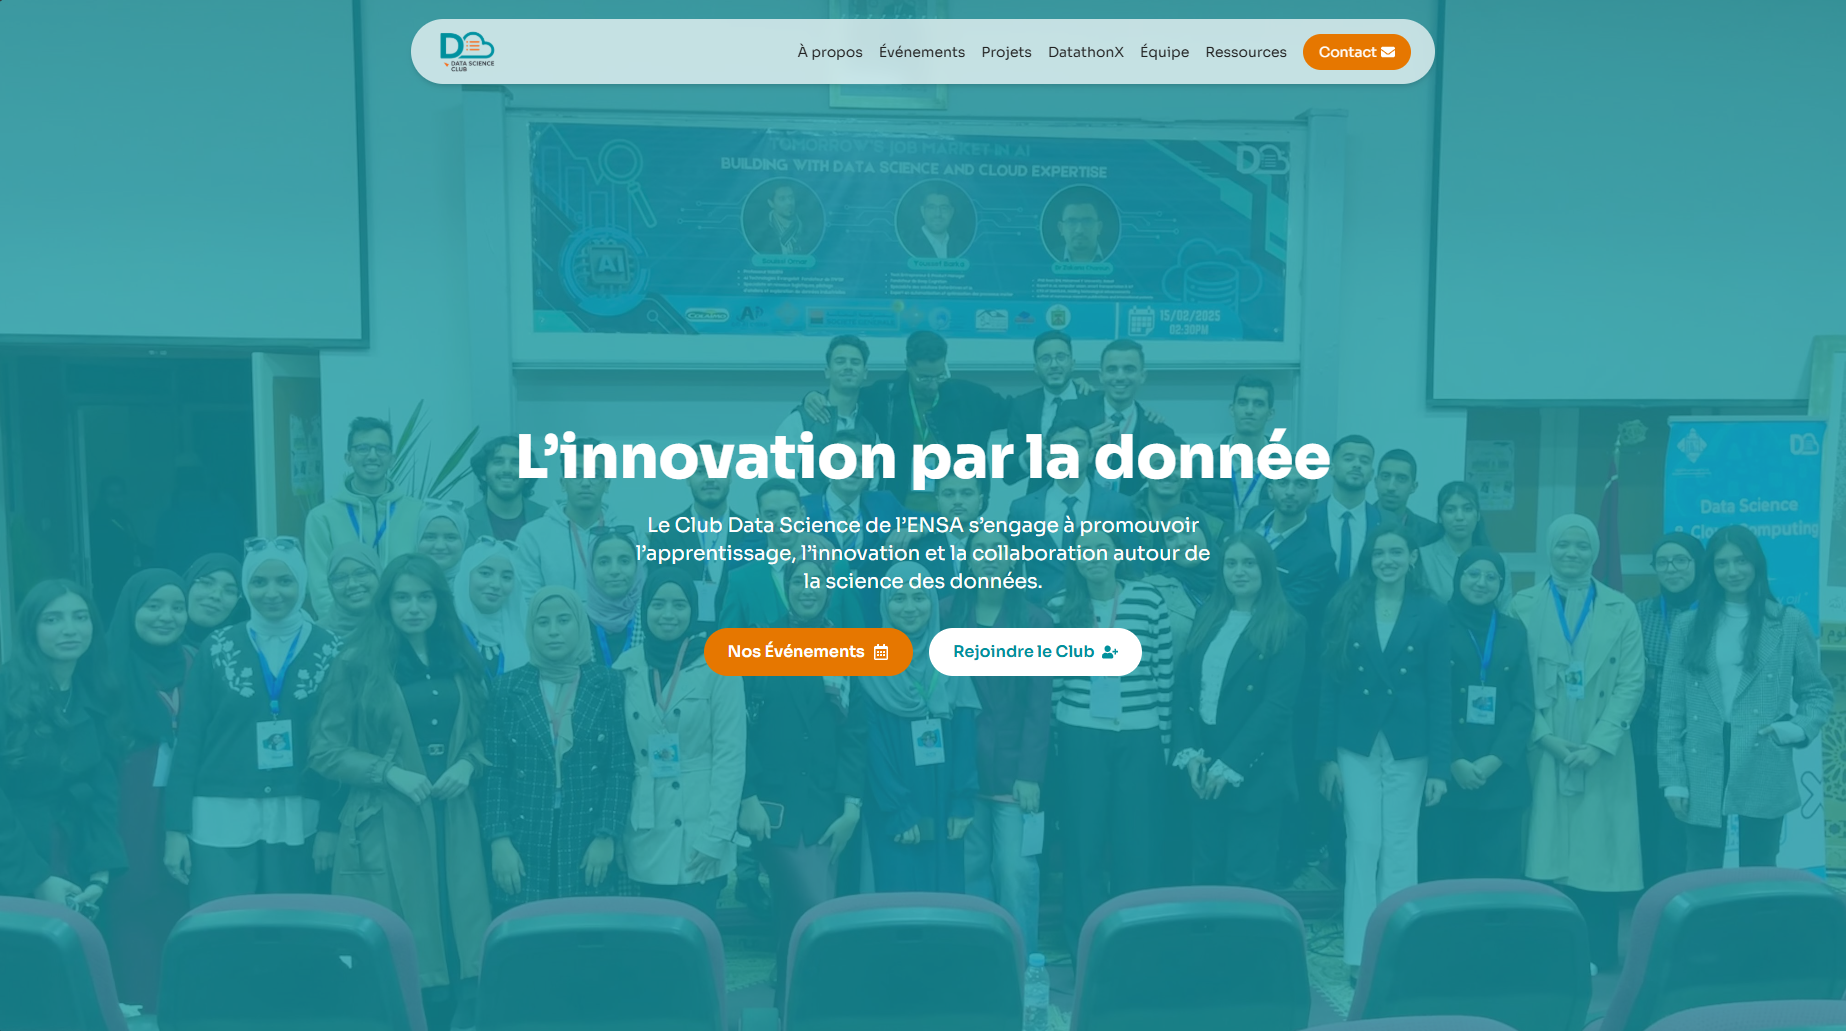 DATA SCIENCE
CLUB
À propos
Événements
Projets
DatathonX
Équipe
Ressources
Contact
TOMORROW'S JOB MARKET IN AI
BUILDING WITH DATA SCIENCE AND CLOUD EXPERTISE
AI
15/02/2025
02:30PM
L’innovation par la donnée
Data Science
Computing
Le Club Data Science de l’ENSA s’engage à promouvoir
l’apprentissage, l’innovation et la collaboration autour de
la science des données.
Nos Événements
Rejoindre le Club